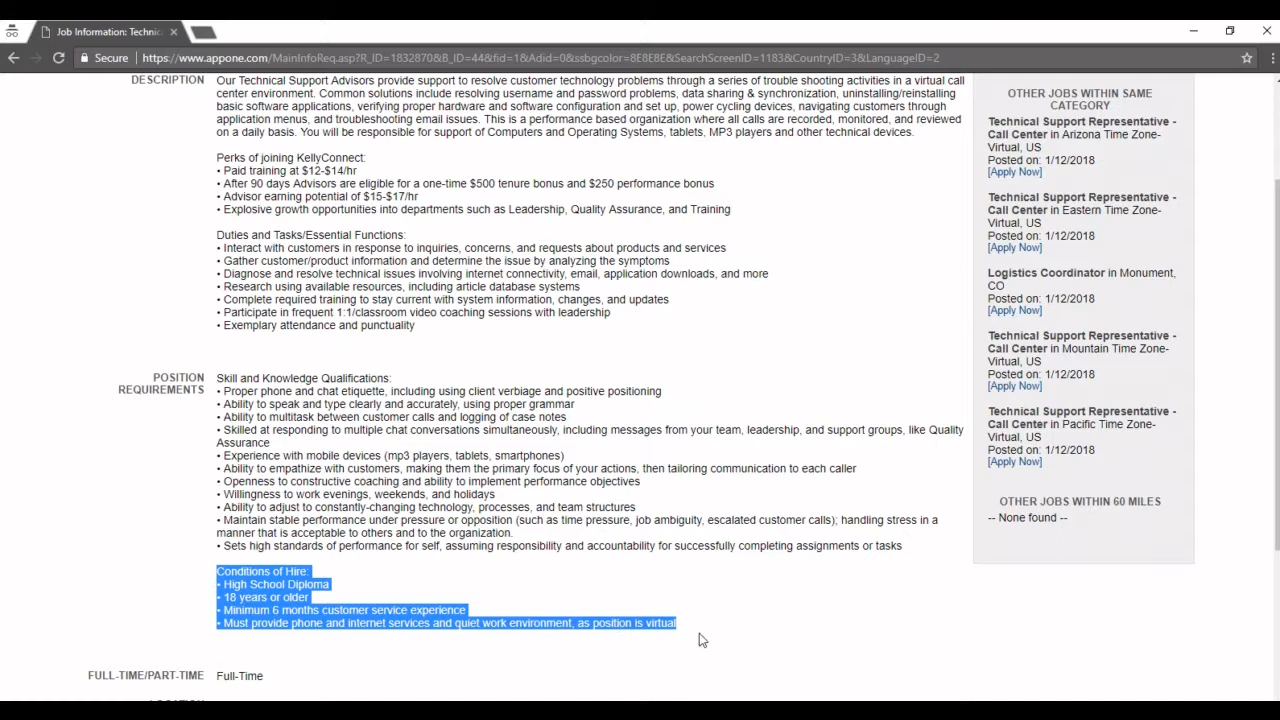 Job Information: Technic
Secure
https://www.appone.com/MainInfoReq.asp?R_ID=1832870&B_ID=44&fid=1&Adid=0&ssbgcolor=8E8E8E&SearchScreenID=1183&CountryID=3&LanguageID=2
DESCRIPTION
Our Technical Support Advisors provide support to resolve customer technology problems through a series of trouble shooting activities in a virtual call
center environment. Common solutions include resolving username and password problems, data sharing & synchronization, uninstalling/reinstalling
basic software applications, verifying proper hardware and software configuration and set up, power cycling devices, navigating customers through
application menus, and troubleshooting email issues. This is a performance based organization where all calls are recorded, monitored, and reviewed
on a daily basis. You will be responsible for support of Computers and Operating Systems, tablets, MP3 players and other technical devices.
Perks of joining KellyConnect:
• Paid training at $12-$14/hr
• After 90 days Advisors are eligible for a one-time $500 tenure bonus and $250 performance bonus
• Advisor earning potential of $15-$17/hr
• Explosive growth opportunities into departments such as Leadership, Quality Assurance, and Training
Duties and Tasks/Essential Functions:
• Interact with customers in response to inquiries, concerns, and requests about products and services
• Gather customer/product information and determine the issue by analyzing the symptoms
• Diagnose and resolve technical issues involving internet connectivity, email, application downloads, and more
• Research using available resources, including article database systems
• Complete required training to stay current with system information, changes, and updates
• Participate in frequent 1:1/classroom video coaching sessions with leadership
• Exemplary attendance and punctuality
POSITION
REQUIREMENTS
Skill and Knowledge Qualifications:
• Proper phone and chat etiquette, including using client verbiage and positive positioning
• Ability to speak and type clearly and accurately, using proper grammar
• Ability to multitask between customer calls and logging of case notes
• Skilled at responding to multiple chat conversations simultaneously, including messages from your team, leadership, and support groups, like Quality
Assurance
• Experience with mobile devices (mp3 players, tablets, smartphones)
• Ability to empathize with customers, making them the primary focus of your actions, then tailoring communication to each caller
• Openness to constructive coaching and ability to implement performance objectives
• Willingness to work evenings, weekends, and holidays
• Ability to adjust to constantly-changing technology, processes, and team structures
• Maintain stable performance under pressure or opposition (such as time pressure, job ambiguity, escalated customer calls); handling stress in a
manner that is acceptable to others and to the organization.
• Sets high standards of performance for self, assuming responsibility and accountability for successfully completing assignments or tasks
Conditions of Hire:
• High School Diploma
• 18 years or older
• Minimum 6 months customer service experience
• Must provide phone and internet services and quiet work environment, as position is virtual
FULL-TIME/PART-TIME
Full-Time
OTHER JOBS WITHIN SAME
CATEGORY
Technical Support Representative -
Call Center in Arizona Time Zone-
Virtual, US
Posted on: 1/12/2018
[Apply Now]
Technical Support Representative -
Call Center in Eastern Time Zone-
Virtual, US
Posted on: 1/12/2018
[Apply Now]
Logistics Coordinator in Monument,
CO
Posted on: 1/12/2018
[Apply Now]
Technical Support Representative -
Call Center in Mountain Time Zone-
Virtual, US
Posted on: 1/12/2018
[Apply Now]
Technical Support Representative -
Call Center in Pacific Time Zone-
Virtual, US
Posted on: 1/12/2018
[Apply Now]
OTHER JOBS WITHIN 60 MILES
-- None found --